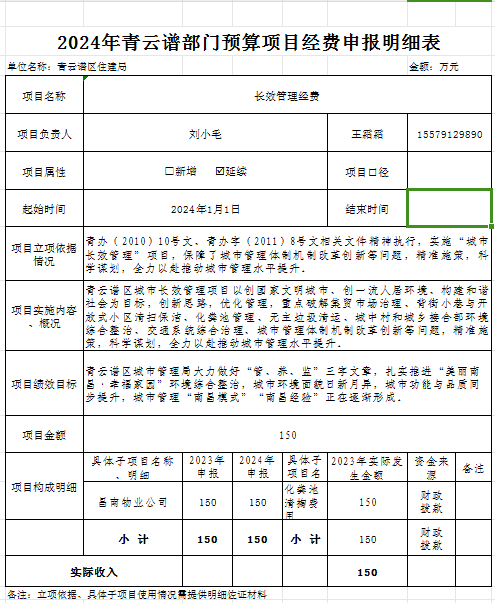 2024年青云谱部门预算项目经费申报明细表
单位名称：青云谱区住建局 金额：万元
项目名称 长效管理经费
项目负责人 刘小毛 王霜霜 15579129890
项目属性 □新增 ☑延续 项目口径
起始时间 2024年1月1日 结束时间
项目立项依据情况
青办（2010）10号文、青办字（2011）8号文相关文件精神执行，实施“城市
长效管理”项目，保障了城市管理体制机制改革创新等问题，精准施策，科
学谋划，全力以赴推动城市管理水平提升。
项目实施内容、概况
青云谱区城市长效管理项目以创国家文明城市、创一流人居环境、构建和谐
社会为目标，创新思路，优化管理，重点破解集贸市场治理、背街小巷与开
放式小区清扫保洁、化粪池管理、无主垃圾清运、城中村和城乡接合部环境
综合整治、交通系统综合治理、城市管理体制机制改革创新等问题，精准施
策，科学谋划，全力以赴推动城市管理水平提升。
项目绩效目标
青云谱区城市管理局大力做好“管、养、监”三字文章，扎实推进“美丽南
昌·幸福家园”环境综合整治，城市环境面貌日新月异，城市功能与品质同
步提升，城市管理“南昌模式”“南昌经验”正在逐渐形成。
项目金额 150
项目构成明细
具体子项目名称、明细 2023年申报 2024年申报 具体子项目名 2023年实际发生金额 资金来源 备注
昌南物业公司 150 150 化粪池清掏费用 150 财政拨款
小 计 150 150 小 计 150 财政拨款
实际收入 150
备注：立项依据、具体子项目使用情况需提供明细佐证材料